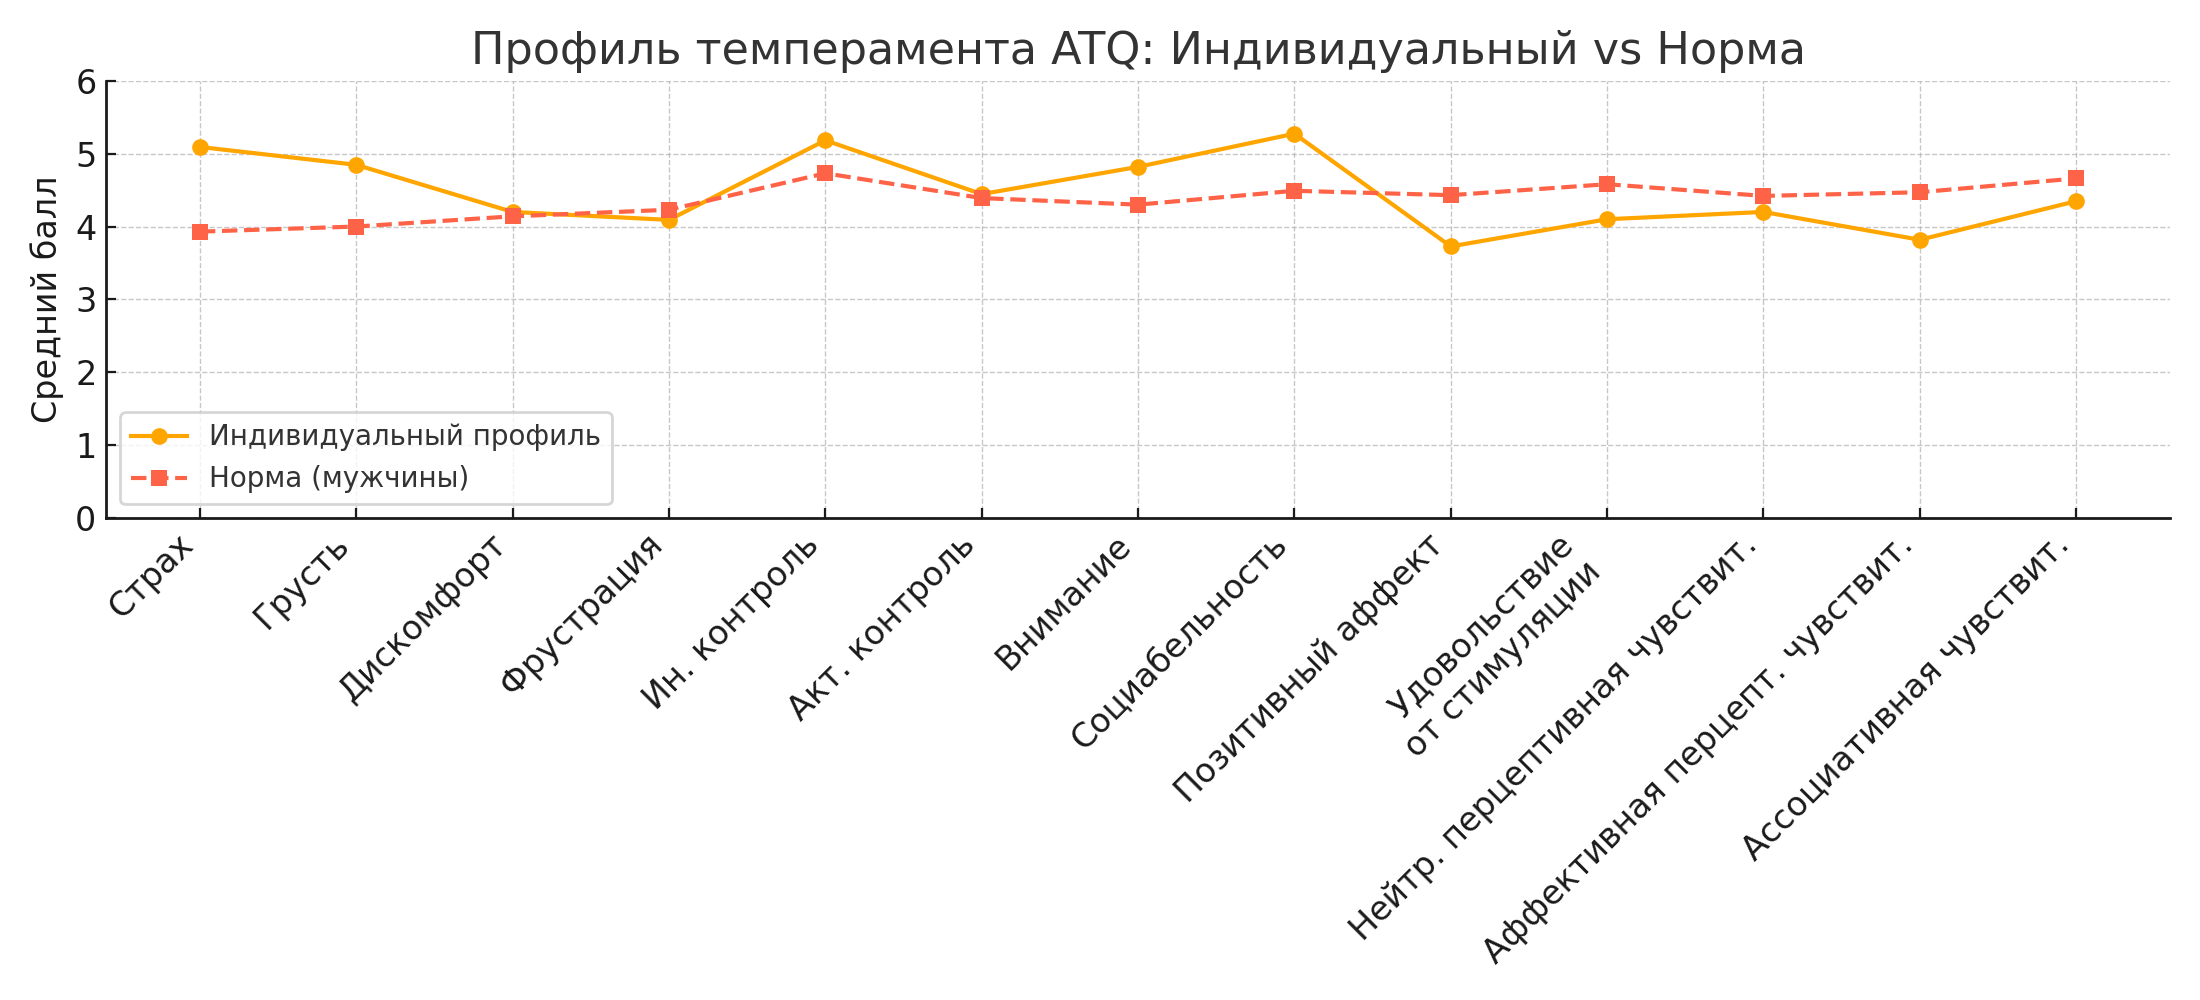 Профиль темперамента ATQ: Индивидуальный vs Норма
6
5
4
3
2
1
0
Средний балл
Индивидуальный профиль
Норма (мужчины)
Страх
Грусть
Дискомфорт
Фрустрация
Ин. контроль
Акт. контроль
Внимание
Социабельность
Позитивный аффект
Удовольствие
от стимуляции
Нейтр. перцептивная чувствит.
Аффективная перцепт. чувствит.
Ассоциативная чувствит.